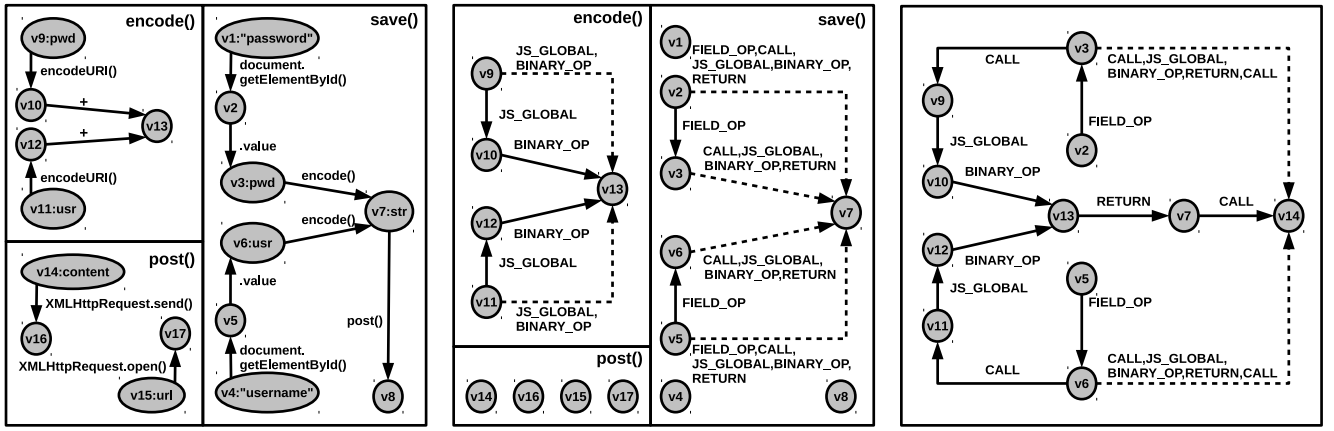 encode()
v9:pwd
encodeURI()
v10
+
v13
+
v12
encodeURI()
v11:usr
post()
v14:content
XMLHttpRequest.send()
v17
v16
XMLHttpRequest.open()
v15:url
save()
v1:"password"
document.
getElementById()
v2
.value
v3:pwd
encode()
v7:str
encode()
v6:usr
.value
v5
post()
document.
getElementById()
v4:"username"
v8
encode()
JS_GLOBAL,
BINARY_OP
v9
JS_GLOBAL
v10
BINARY_OP
v13
v12
BINARY_OP
JS_GLOBAL
v11
JS_GLOBAL,
BINARY_OP
post()
v14
v16
v15
v17
save()
v1
FIELD_OP,CALL,
JS_GLOBAL,BINARY_OP,
RETURN
v2
FIELD_OP
CALL,JS_GLOBAL,
BINARY_OP,RETURN
v3
v7
v6
CALL,JS_GLOBAL,
BINARY_OP,RETURN
FIELD_OP
v5
FIELD_OP,CALL,
JS_GLOBAL,BINARY_OP,
RETURN
v4
v8
v3
CALL
CALL,JS_GLOBAL,
BINARY_OP,RETURN,CALL
v9
FIELD_OP
JS_GLOBAL
v2
v10
BINARY_OP
v13
RETURN
v7
CALL
v14
v12
BINARY_OP
JS_GLOBAL
v5
FIELD_OP
v11
CALL
v6
CALL,JS_GLOBAL,
BINARY_OP,RETURN,CALL